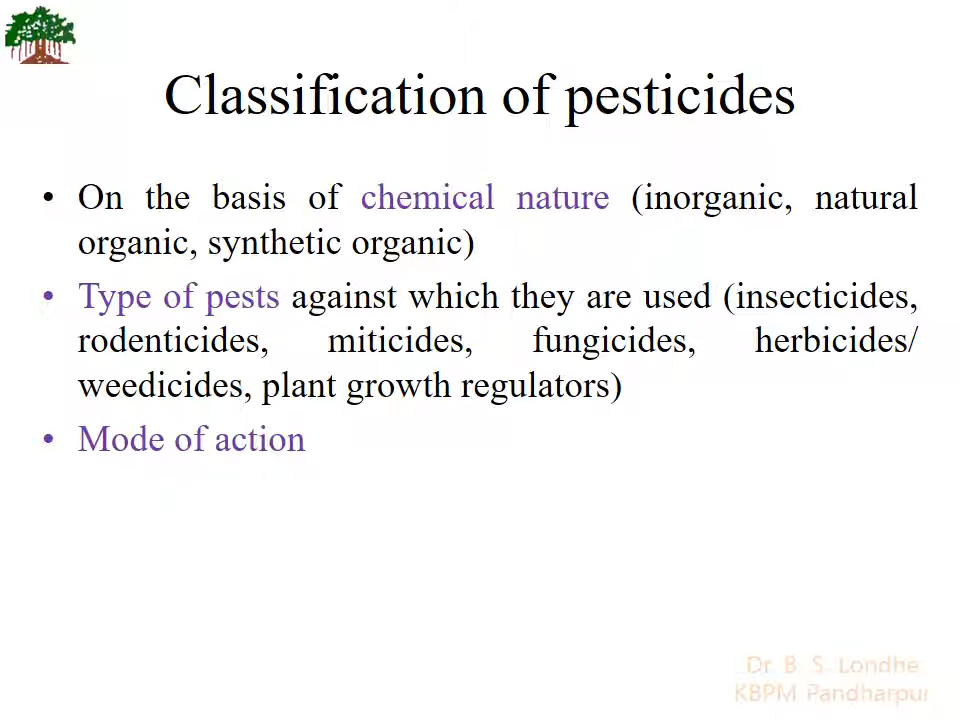 Classification of pesticides
• On the basis of chemical nature (inorganic, natural
organic, synthetic organic)
• Type of pests against which they are used (insecticides,
rodenticides, miticides, fungicides, herbicides/
weedicides, plant growth regulators)
• Mode of action
Dr. B. S. Londhe
KBPM Pandharpur